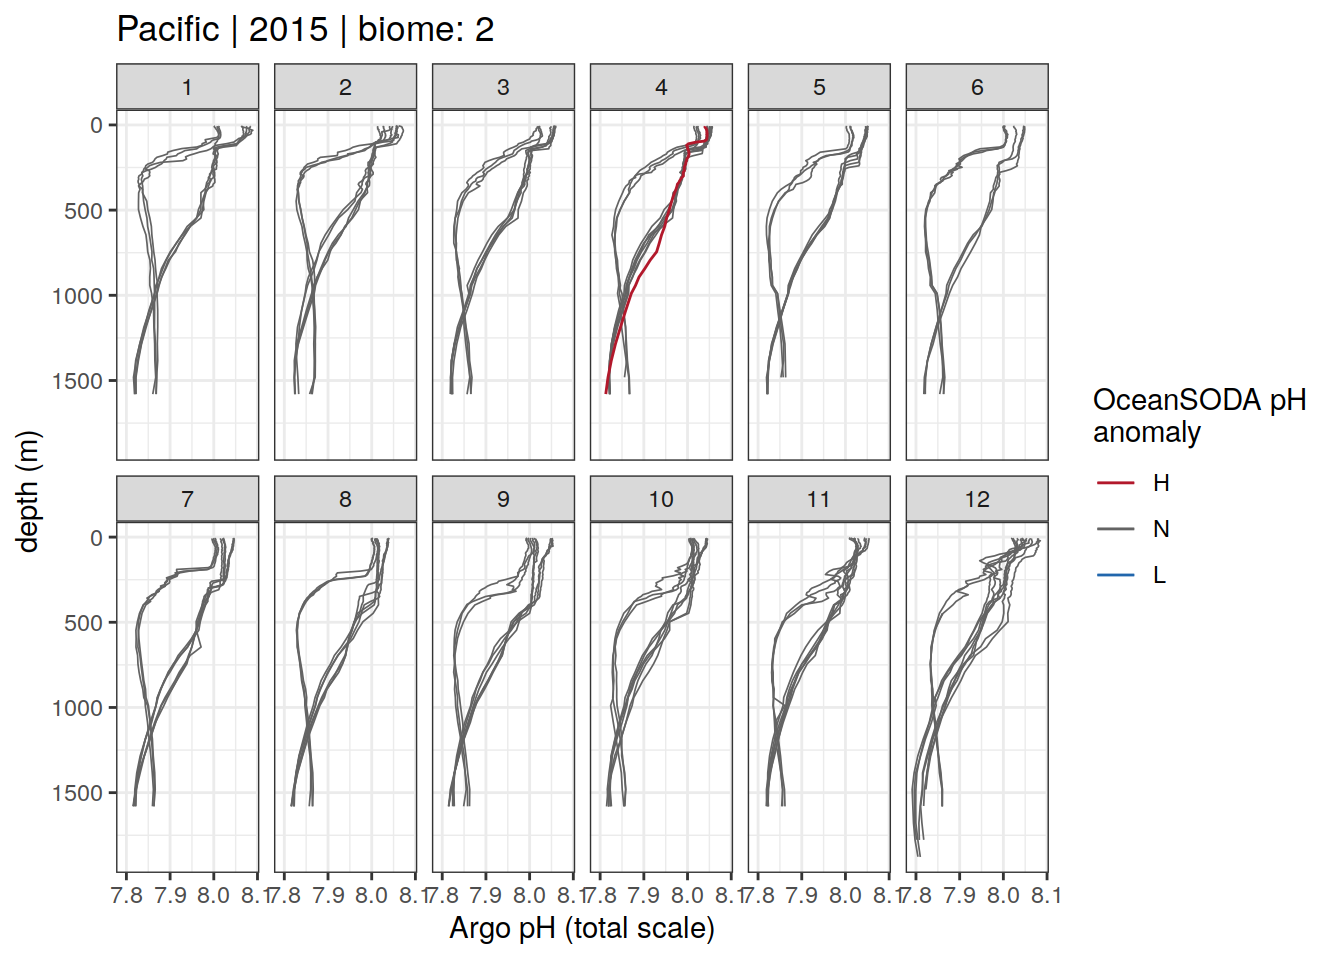 Pacific | 2015 | biome: 2
1 2 3 4 5 6
0
500
1000
1500
7 8 9 10 11 12
0
500
1000
1500
7.8 7.9 8.0 8.1 7.8 7.9 8.0 8.1 7.8 7.9 8.0 8.1 7.8 7.9 8.0 8.1 7.8 7.9 8.0 8.1 7.8 7.9 8.0 8.1
Argo pH (total scale)
depth (m)
OceanSODA pH
anomaly
H
N
L